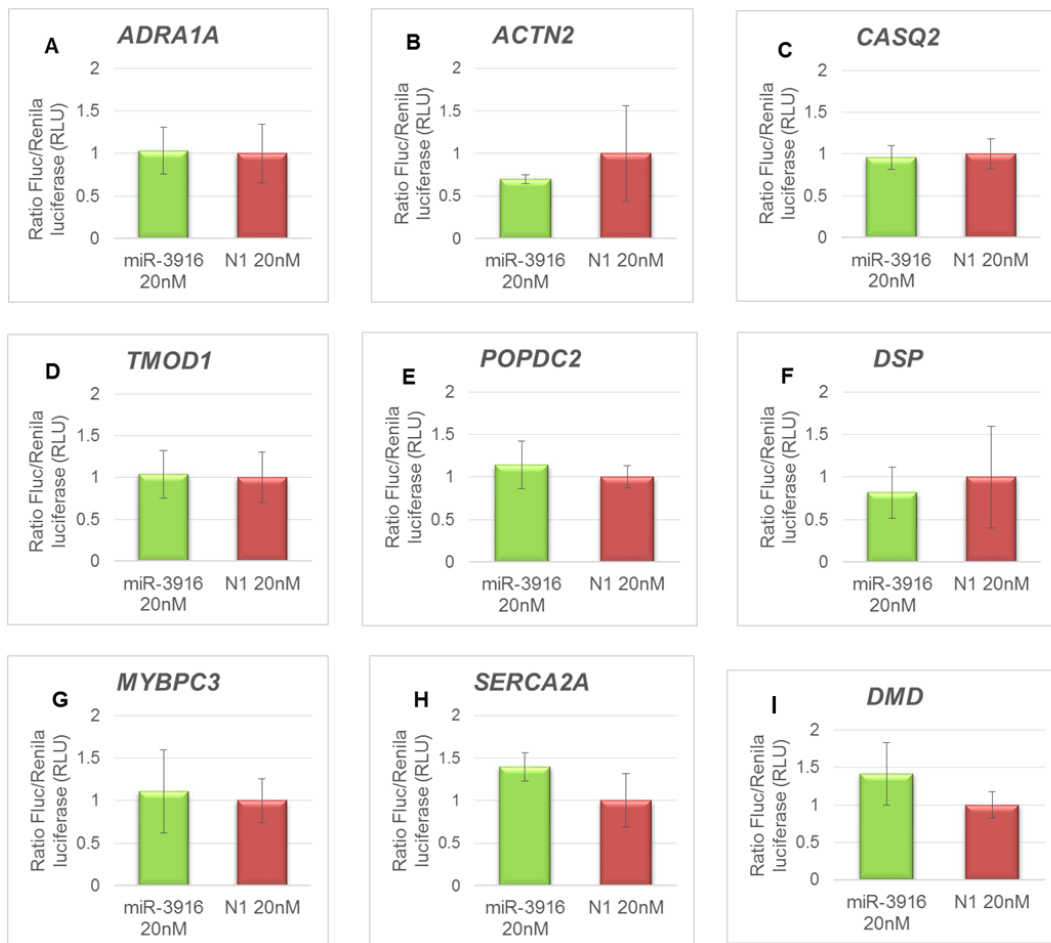 A
ADRA1A
Ratio Fluc/Renila
luciferase (RLU)
2
1.5
1
0.5
0
miR-3916
20nM
N1 20nM
B
ACTN2
Ratio Fluc/Renila
luciferase (RLU)
2
1.5
1
0.5
0
miR-3916
20nM
N1 20nM
C
CASQ2
Ratio Fluc/Renila
luciferase (RLU)
2
1.5
1
0.5
0
miR-3916
20nM
N1 20nM
D
TMOD1
Ratio Fluc/Renila
luciferase (RLU)
2
1.5
1
0.5
0
miR-3916
20nM
N1 20nM
E
POPDC2
Ratio Fluc/Renila
luciferase (RLU)
2
1.5
1
0.5
0
miR-3916
20nM
N1 20nM
F
DSP
Ratio Fluc/Renila
luciferase (RLU)
2
1.5
1
0.5
0
miR-3916
20nM
N1 20nM
G
MYBPC3
Ratio Fluc/Renila
luciferase (RLU)
2
1.5
1
0.5
0
miR-3916
20nM
N1 20nM
H
SERCA2A
Ratio Fluc/Renila
luciferase (RLU)
2
1.5
1
0.5
0
miR-3916
20nM
N1 20nM
I
DMD
Ratio Fluc/Renila
luciferase (RLU)
2
1.5
1
0.5
0
miR-3916
20nM
N1 20nM